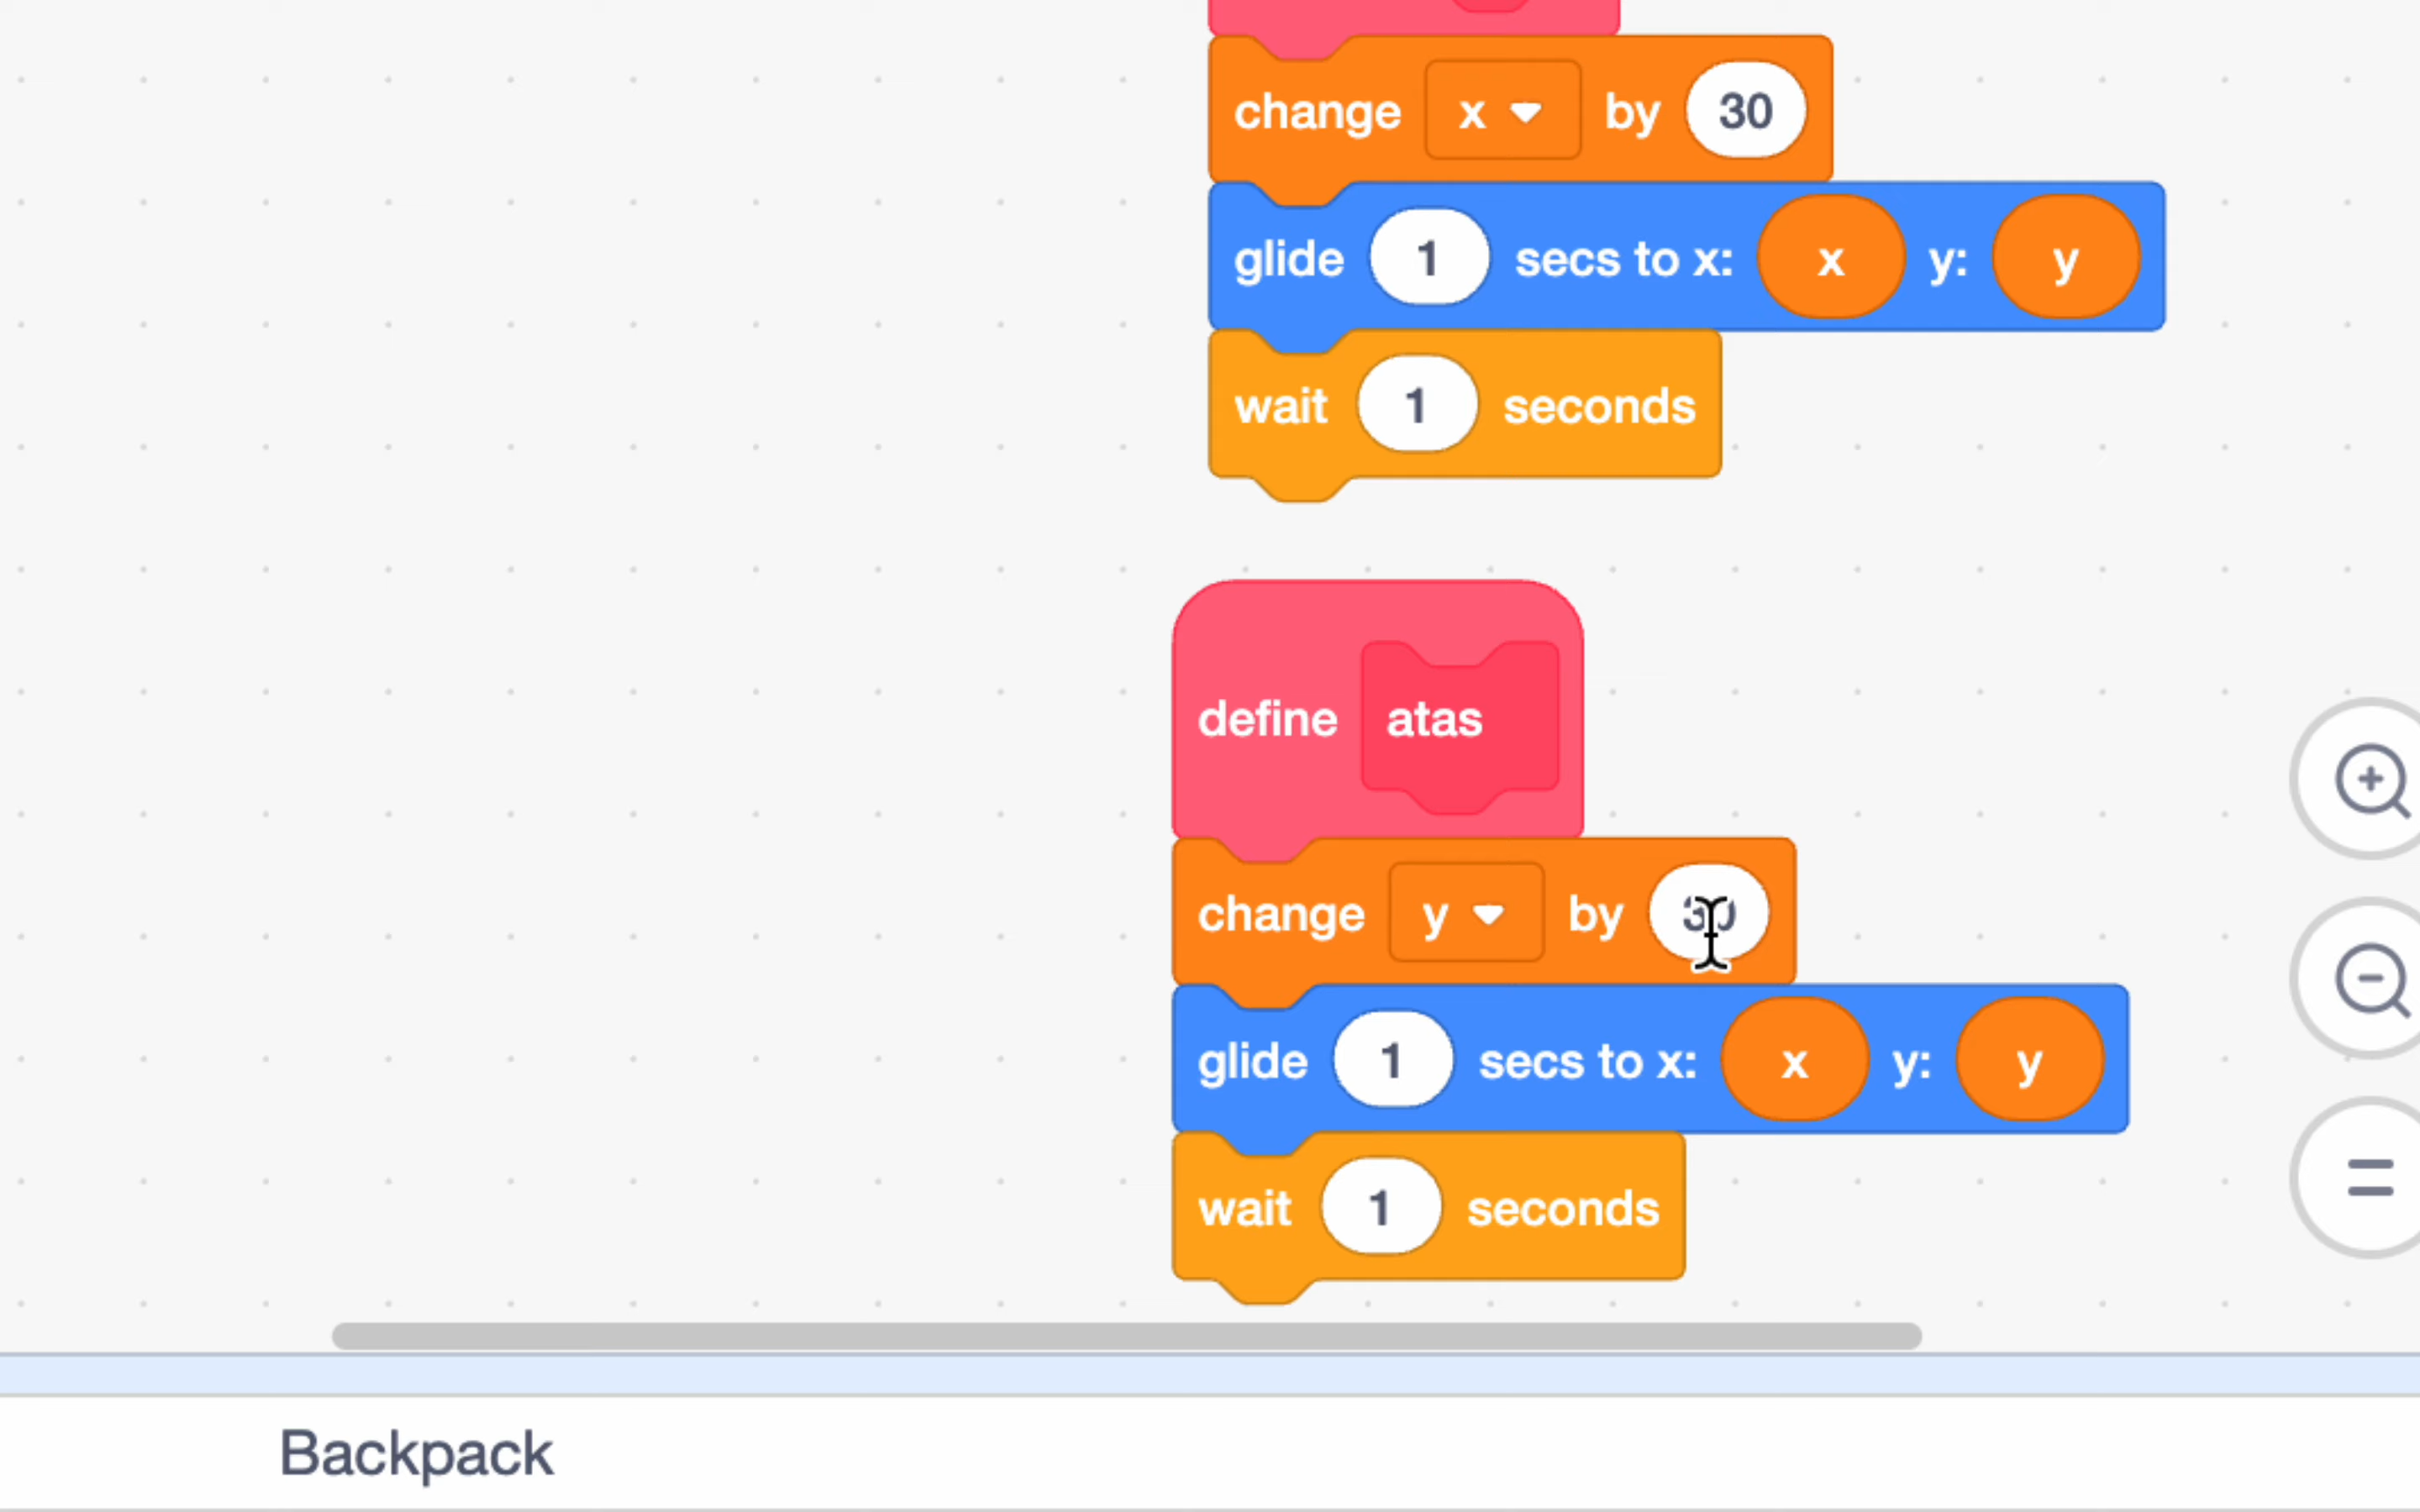 change x by 30
glide 1 secs to x: x y: y
wait 1 seconds
define atas
change y by 30
glide 1 secs to x: x y: y
wait 1 seconds
Backpack